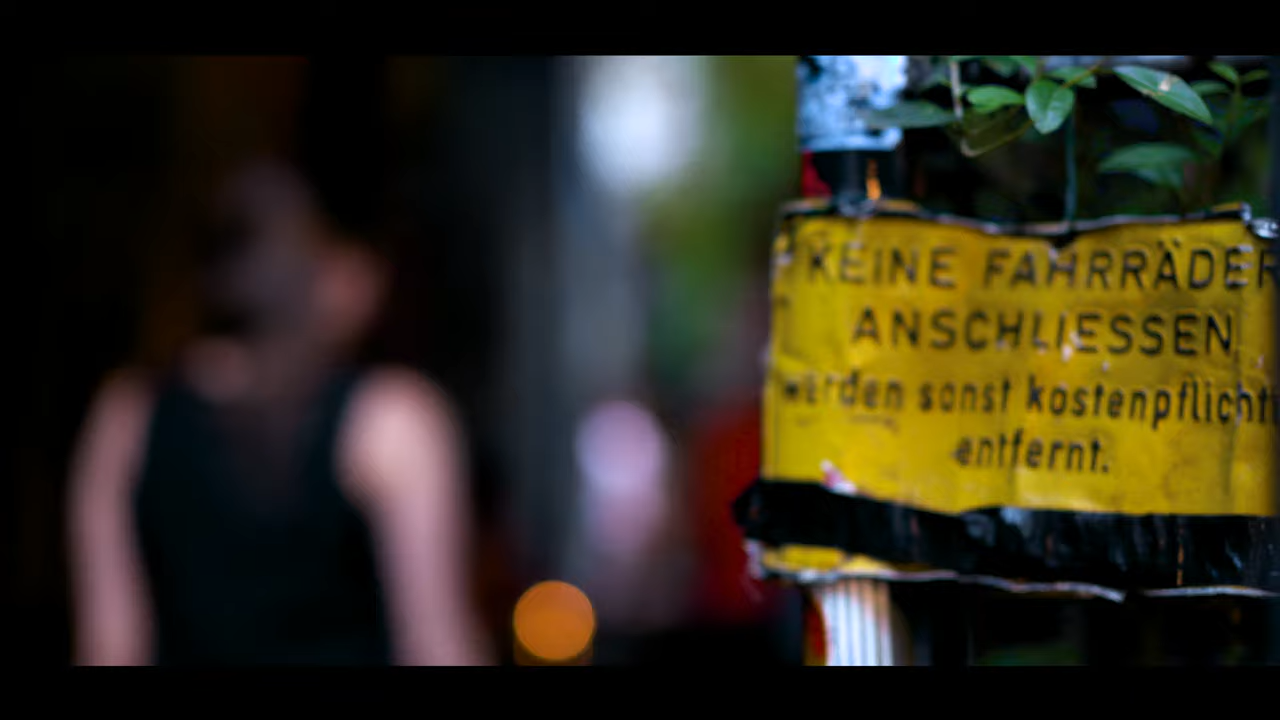 KEINE FAHRRÄDER
ANSCHLIESSEN
werden sonst kostenpflicht
entfernt.